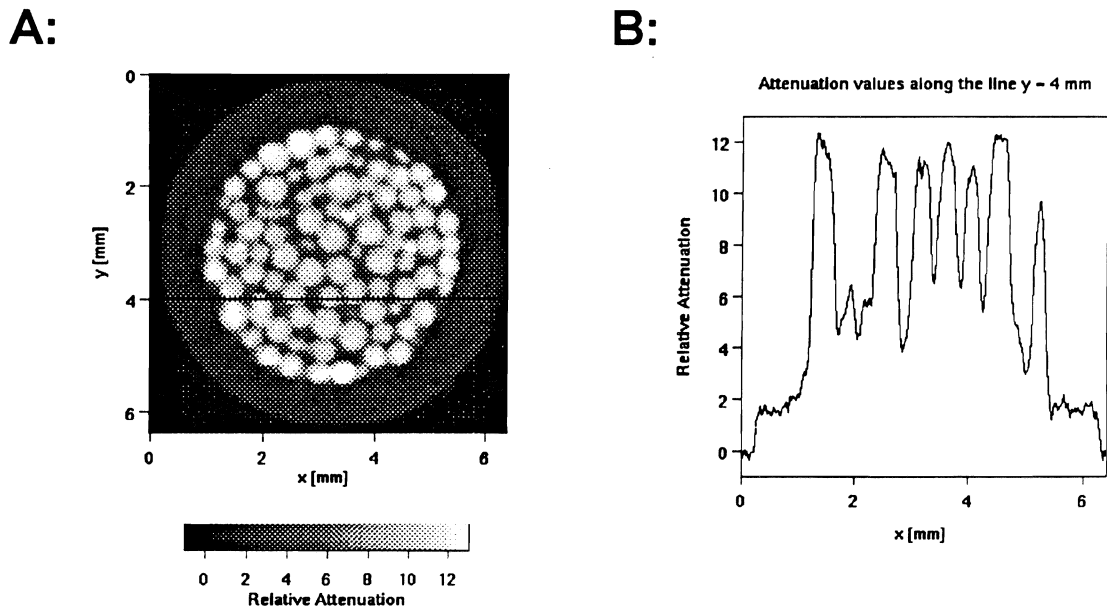 A:
B:
0
2
4
6
y [mm]
0 2 4 6
x [mm]
0 2 4 6 8 10 12
Relative Attenuation
Attenuation values along the line y - 4 mm
12
10
8
6
4
2
0
Relative Attenuation
0 2 4 6
x [mm]